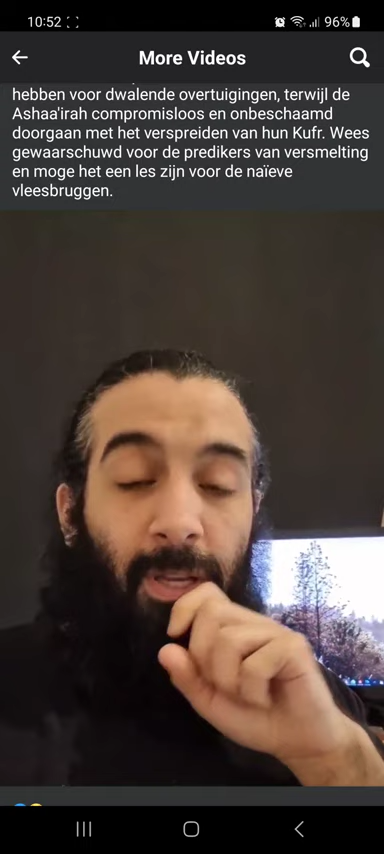 10:52
96%
More Videos
hebben voor dwalende overtuigingen, terwijl de
Ashaa'irah compromisloos en onbeschaamd
doorgaan met het verspreiden van hun Kufr. Wees
gewaarschuwd voor de predikers van versmelting
en moge het een les zijn voor de naïeve
vleesbruggen.